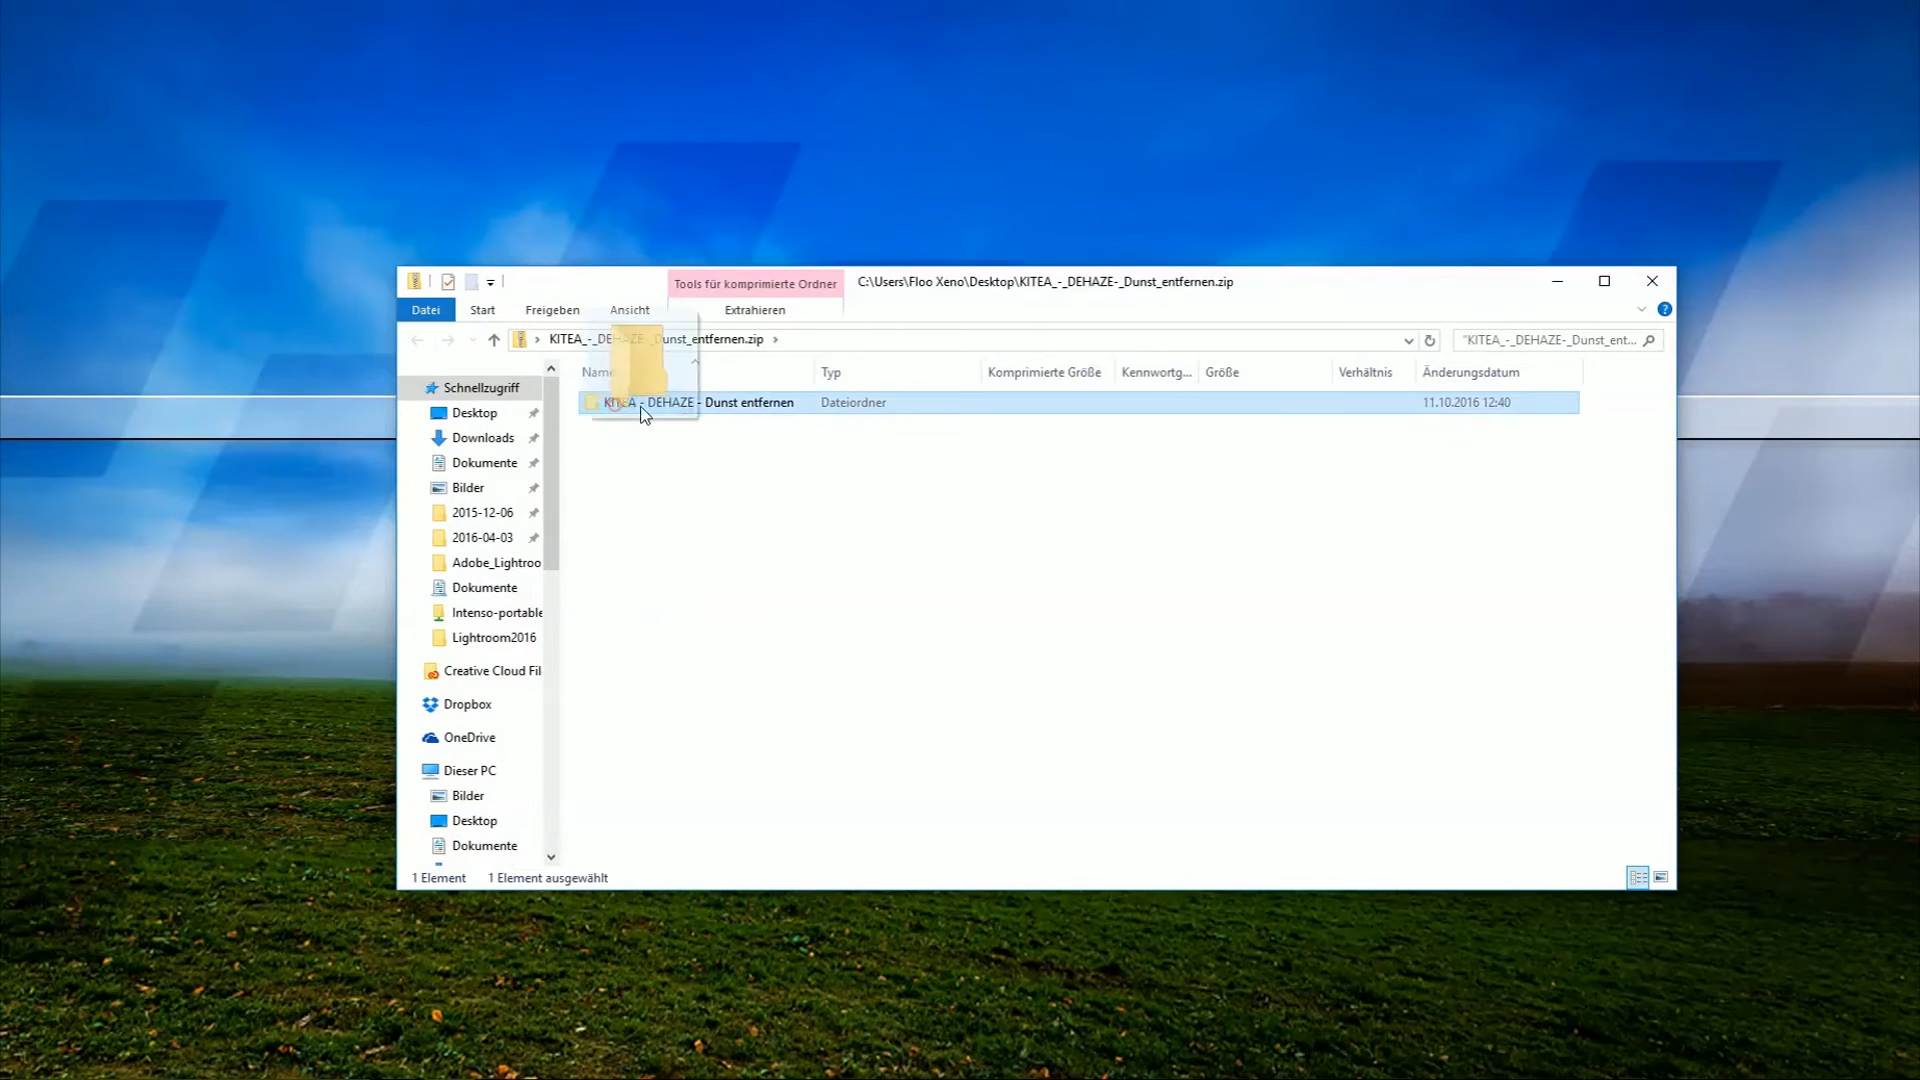 Tools für komprimierte Ordner
C:\Users\Floo Xeno\Desktop\KITEA_-_DEHAZE-_Dunst_entfernen.zip
Datei
Start
Freigeben
Ansicht
Extrahieren
KITEA_-_DEHAZE-_Dunst_entfernen.zip
"KITEA_-_DEHAZE-_Dunst_ent...
Name
Typ
Komprimierte Größe
Kennwortg...
Größe
Verhältnis
Änderungsdatum
KITEA - DEHAZE - Dunst entfernen
Dateiordner
11.10.2016 12:40
Schnellzugriff
Desktop
Downloads
Dokumente
Bilder
2015-12-06
2016-04-03
Adobe_Lightroo
Dokumente
Intenso-portable
Lightroom2016
Creative Cloud Fil
Dropbox
OneDrive
Dieser PC
Bilder
Desktop
Dokumente
1 Element
1 Element ausgewählt